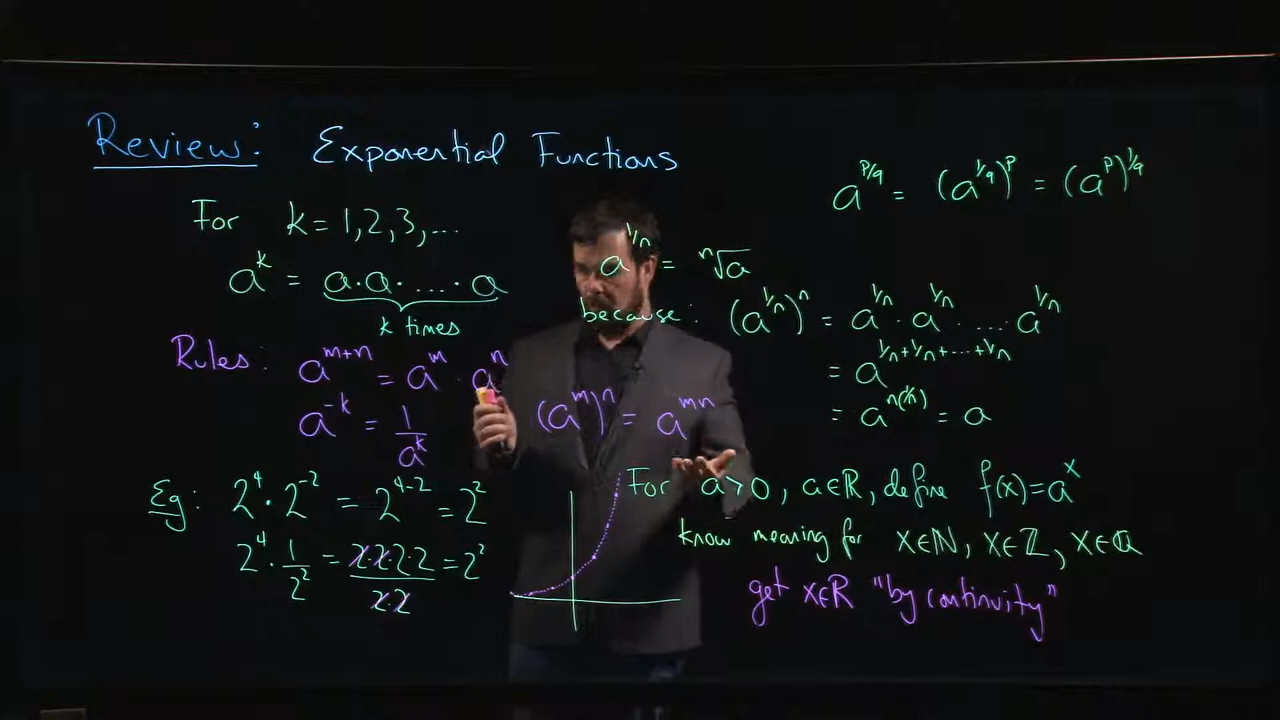 Review: Exponential Functions
For k = 1,2,3,...
a^k = a·a·....·a
k times
Rules: a^{m+n} = a^m · a^n
a^{-k} = 1/a^k
(a^m)^n = a^{mn}
Eg: 2^4 · 2^{-2} = 2^{4-2} = 2^2
2^4 · 1/2^2 = 2·2·2·2/2·2 = 2^2
a^{p/q} = (a^{1/q})^p = (a^p)^{1/q}
a^{1/n} = ⁿ√a
because: (a^{1/n})^n = a^{1/n} · a^{1/n} · .... a^{1/n}
= a^{1/n+1/n+...+1/n}
= a^{n(1/n)} = a
For a>0, a∈ℝ, define f(x)=a^x
know meaning for x∈ℕ, x∈ℤ, x∈ℚ
get x∈ℝ "by continuity"